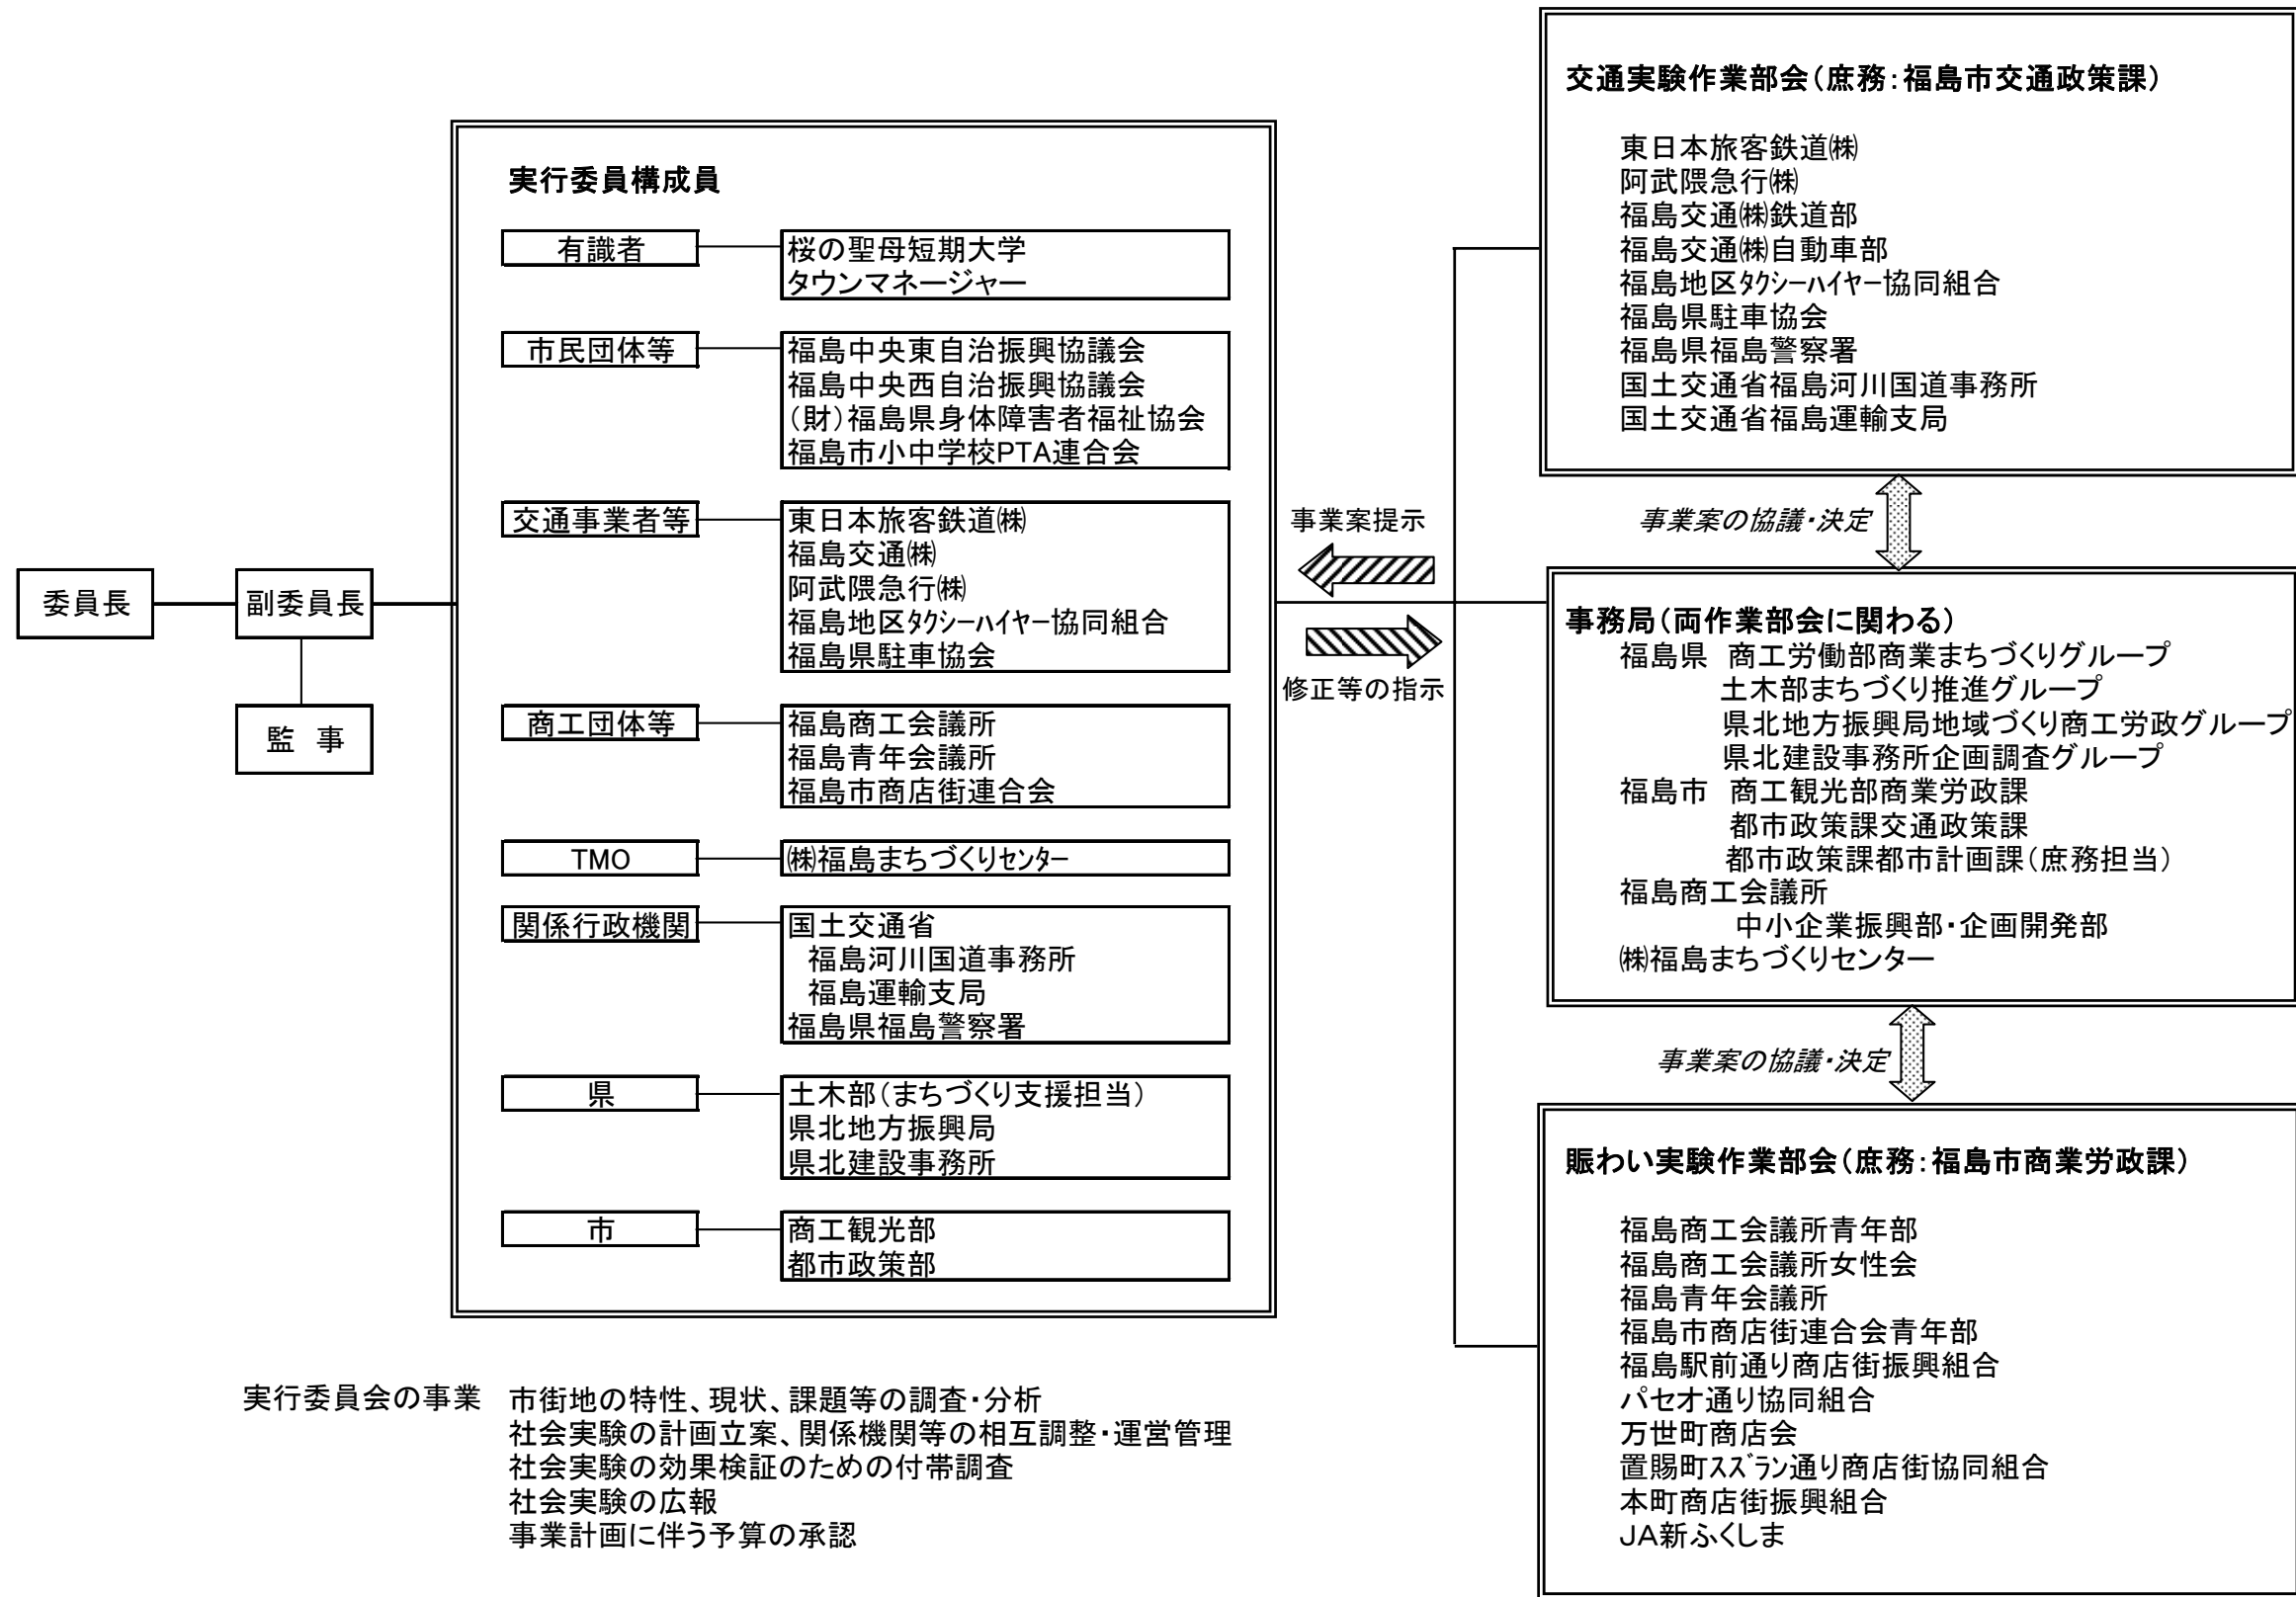 委員長
副委員長
監　事
実行委員構成員
有識者
桜の聖母短期大学
タウンマネージャー
市民団体等
福島中央東自治振興協議会
福島中央西自治振興協議会
（財）福島県身体障害者福祉協会
福島市小中学校PTA連合会
交通事業者等
東日本旅客鉄道㈱
福島交通㈱
阿武隈急行㈱
福島地区ﾀｸｼｰﾊｲﾔｰ協同組合
福島県駐車協会
商工団体等
福島商工会議所
福島青年会議所
福島市商店街連合会
TMO
㈱福島まちづくりｾﾝﾀｰ
関係行政機関
国土交通省
福島河川国道事務所
福島運輸支局
福島県福島警察署
県
土木部（まちづくり支援担当）
県北地方振興局
県北建設事務所
市
商工観光部
都市政策部
事業案提示
修正等の指示
交通実験作業部会（庶務：福島市交通政策課）
東日本旅客鉄道㈱
阿武隈急行㈱
福島交通㈱鉄道部
福島交通㈱自動車部
福島地区ﾀｸｼｰﾊｲﾔｰ協同組合
福島県駐車協会
福島県福島警察署
国土交通省福島河川国道事務所
国土交通省福島運輸支局
事業案の協議・決定
事務局（両作業部会に関わる）
福島県　商工労働部商業まちづくりグループ
土木部まちづくり推進グループ
県北地方振興局地域づくり商工労政グループ
県北建設事務所企画調査グループ
福島市　商工観光部商業労政課
都市政策課交通政策課
都市政策課都市計画課（庶務担当）
福島商工会議所
中小企業振興部・企画開発部
㈱福島まちづくりセンター
事業案の協議・決定
賑わい実験作業部会（庶務：福島市商業労政課）
福島商工会議所青年部
福島商工会議所女性会
福島青年会議所
福島市商店街連合会青年部
福島駅前通り商店街振興組合
パセオ通り協同組合
万世町商店会
置賜町ｽｽﾞﾗﾝ通り商店街協同組合
本町商店街振興組合
JA新ふくしま
実行委員会の事業　市街地の特性、現状、課題等の調査・分析
社会実験の計画立案、関係機関等の相互調整・運営管理
社会実験の効果検証のための付帯調査
社会実験の広報
事業計画に伴う予算の承認